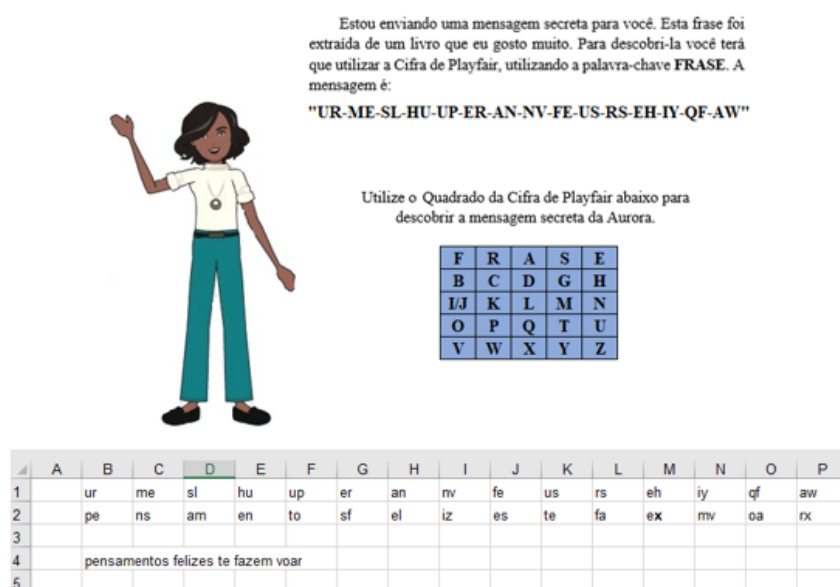 Estou enviando uma mensagem secreta para você. Esta frase foi
extraída de um livro que eu gosto muito. Para descobri-la você terá
que utilizar a Cifra de Playfair, utilizando a palavra-chave FRASE. A
mensagem é:
"UR-ME-SL-HU-UP-ER-AN-NV-FE-US-RS-EH-IY-QF-AW"
Utilize o Quadrado da Cifra de Playfair abaixo para
descobrir a mensagem secreta da Aurora.
F R A S E
B C D G H
I/J K L M N
O P Q T U
V W X Y Z
A B C D E F G H I J K L M N O P
1 ur me sl hu up er an nv fe us rs eh iy qf aw
2 pe ns am en to sf el iz es te fa ex mv oa rx
3
4 pensamentos felizes te fazem voar
5